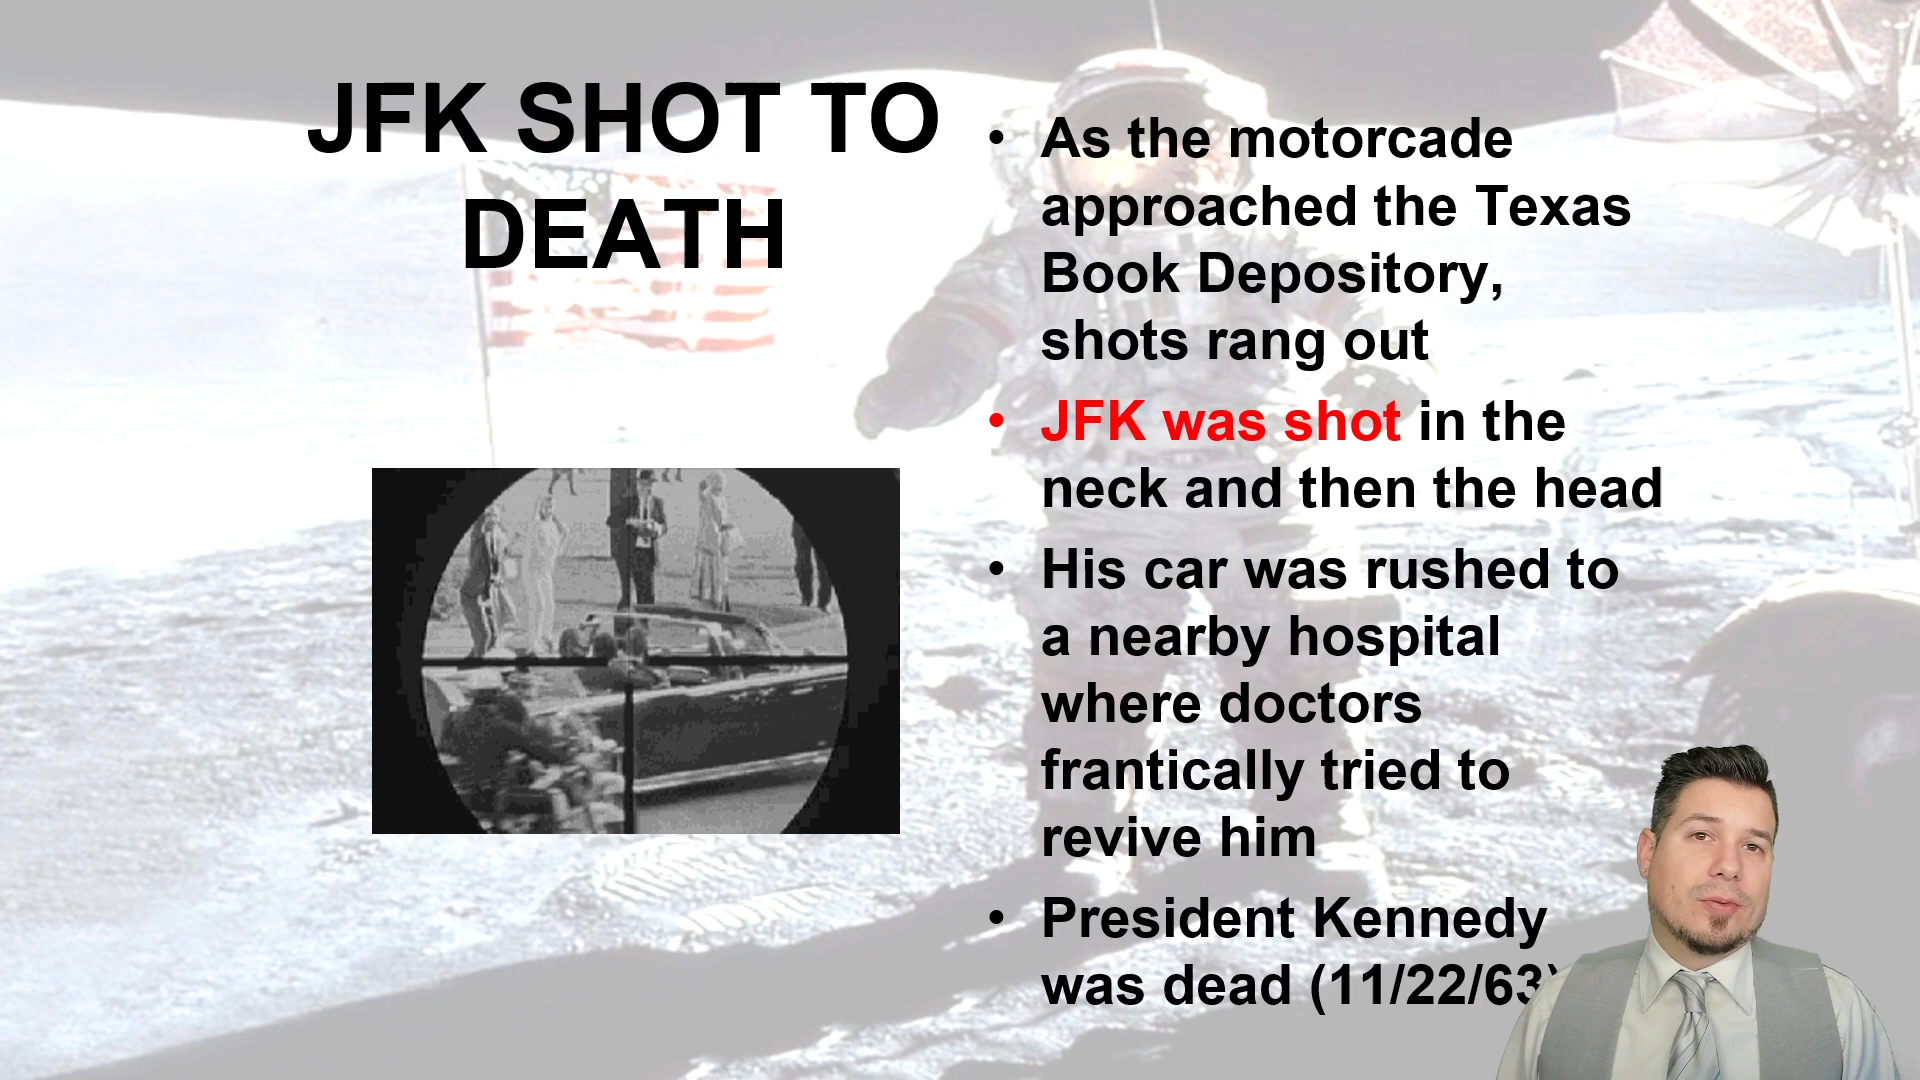 JFK SHOT TO
DEATH
• As the motorcade
approached the Texas
Book Depository,
shots rang out
• JFK was shot in the
neck and then the head
• His car was rushed to
a nearby hospital
where doctors
frantically tried to
revive him
• President Kennedy
was dead (11/22/63)